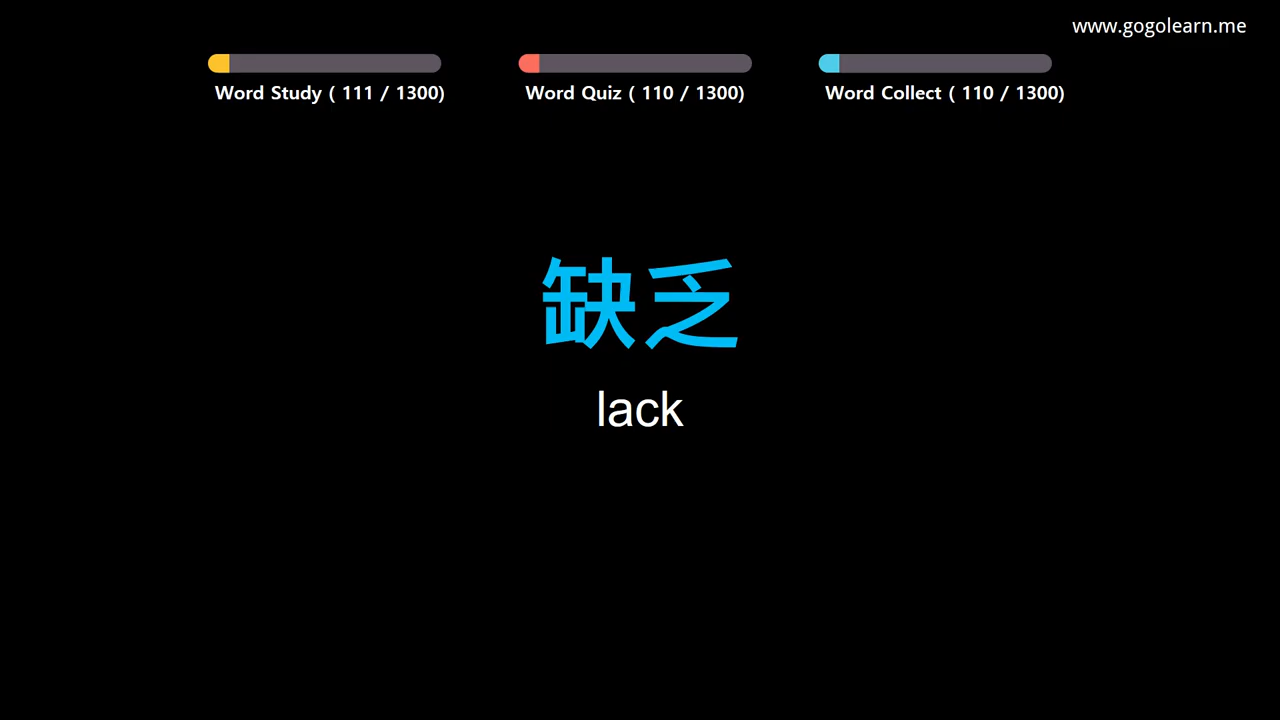 www.gogolearn.me
Word Study ( 111 / 1300)
Word Quiz ( 110 / 1300)
Word Collect ( 110 / 1300)
缺乏
lack